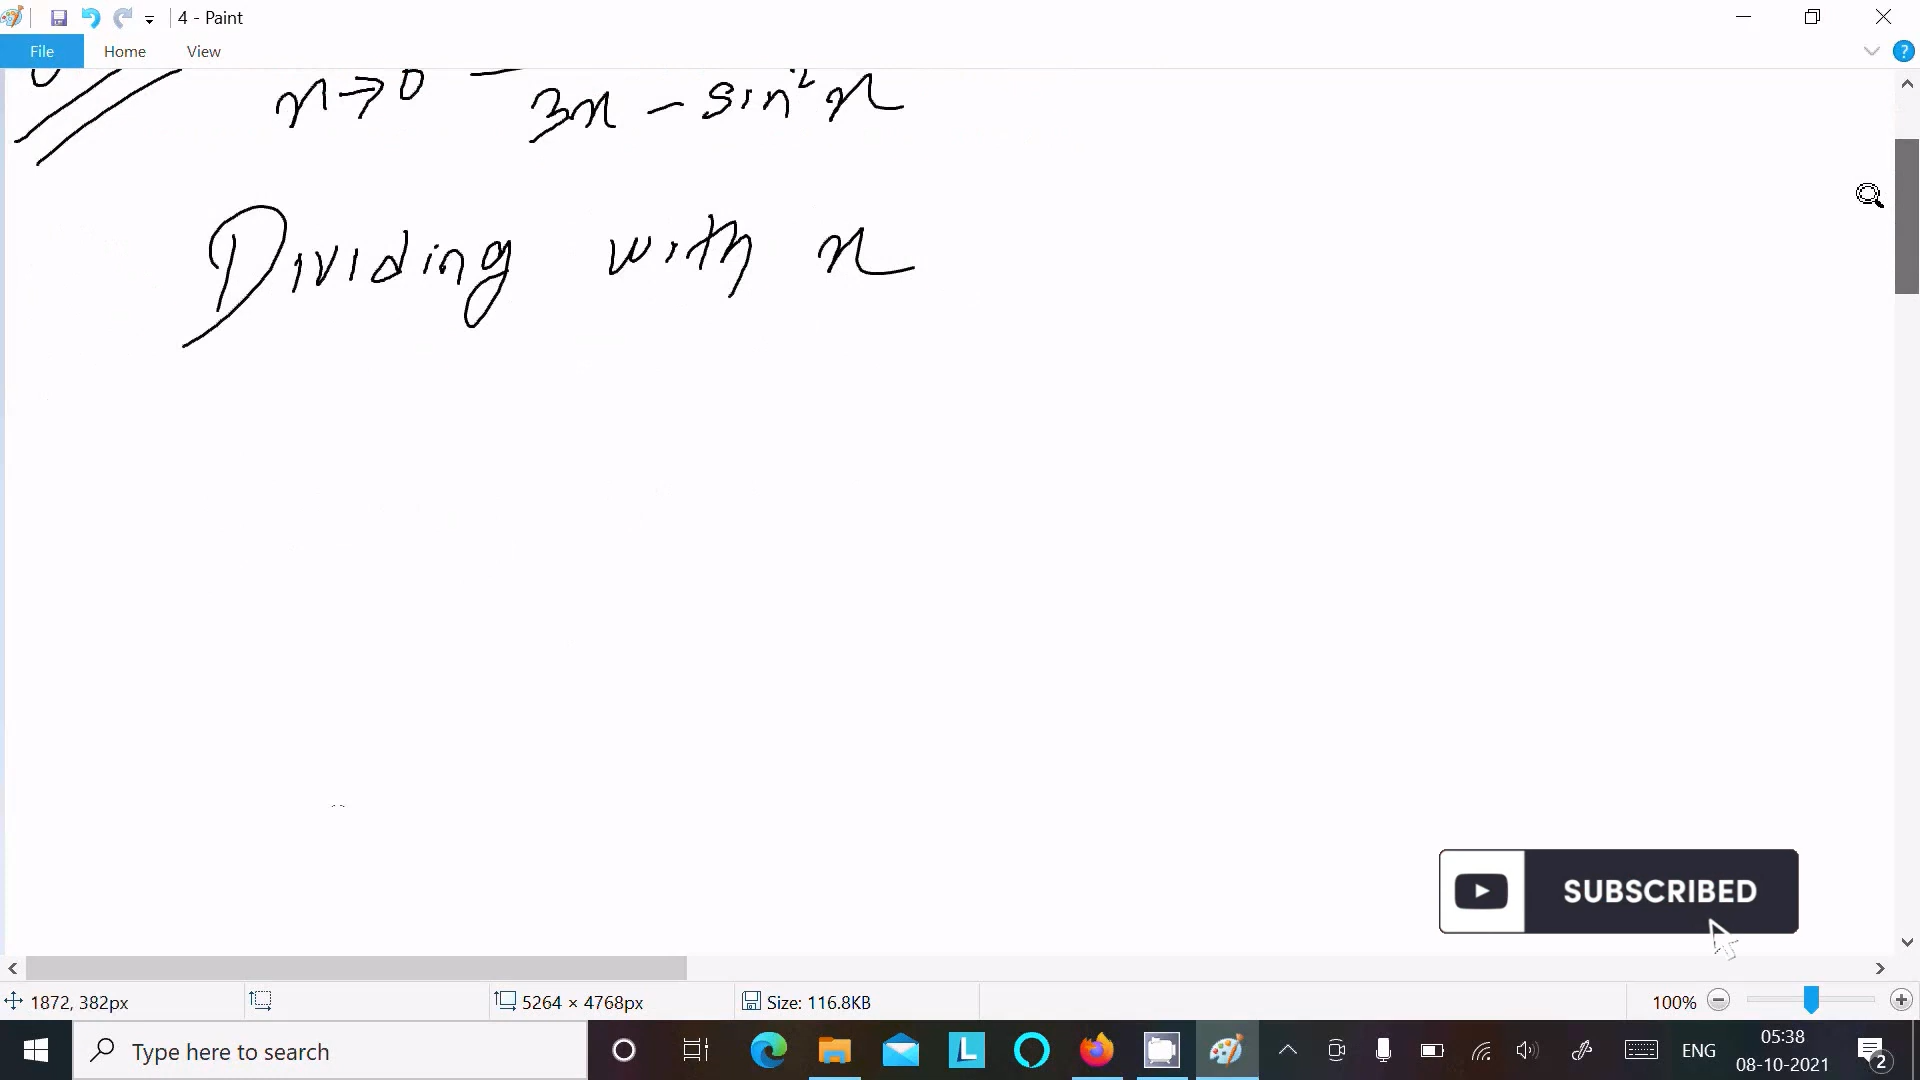 4 - Paint
File Home View
x→0 3x - sin²x
Dividing with x
SUBSCRIBED
1872, 382px 5264 × 4768px Size: 116.8KB 100%
Type here to search L ENG 05:38
08-10-2021 2